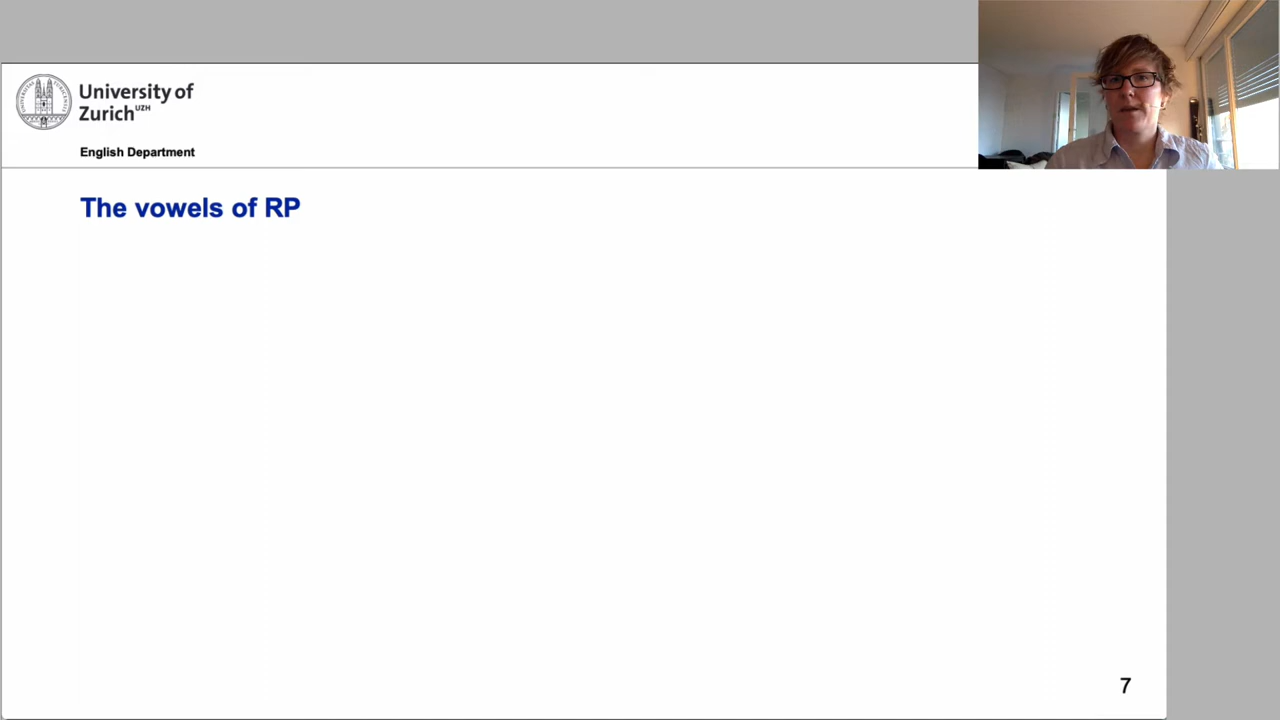 University of
Zurich UZH
English Department
The vowels of RP
7